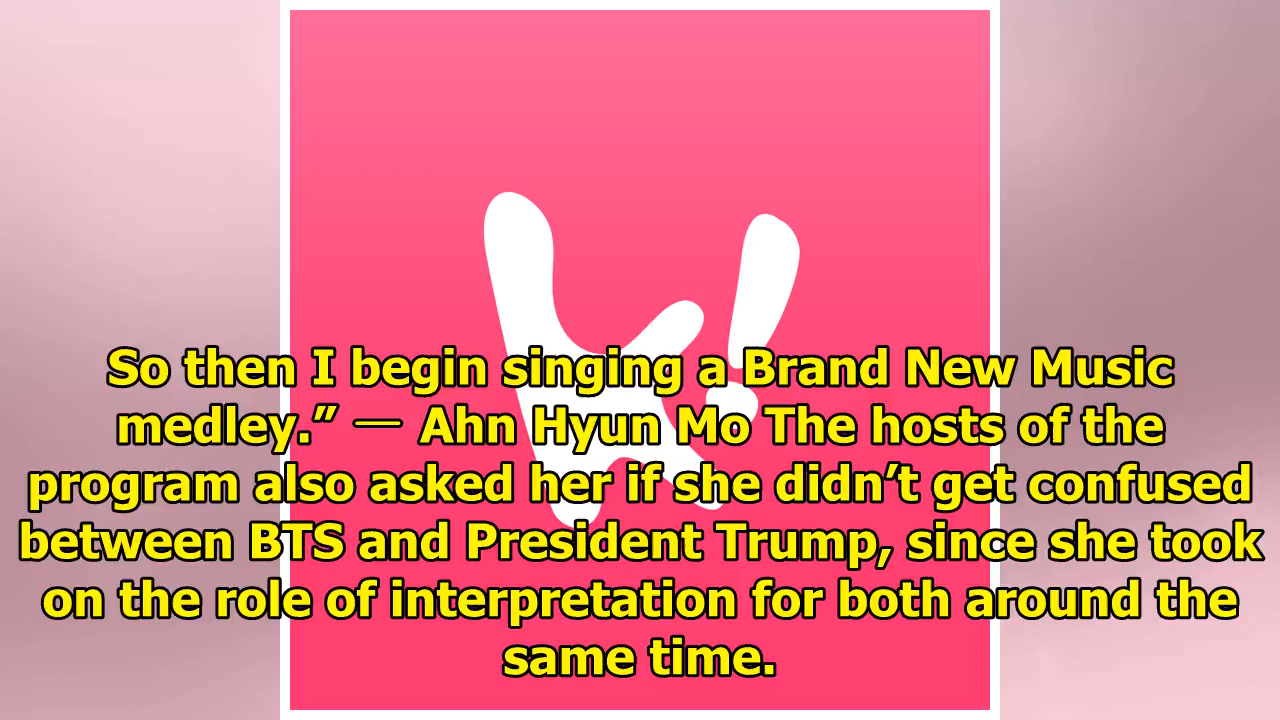 So then I begin singing a Brand New Music
medley.” — Ahn Hyun Mo The hosts of the
program also asked her if she didn’t get confused
between BTS and President Trump, since she took
on the role of interpretation for both around the
same time.